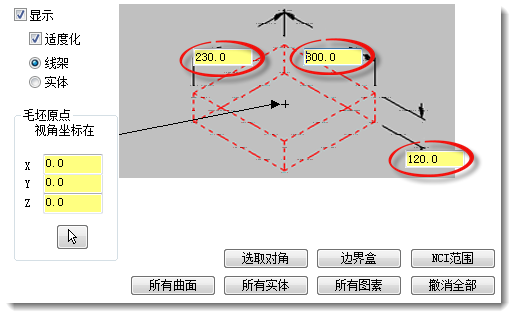 显示
适度化
线架
实体
230.0
300.0
120.0
毛坯原点
视角坐标在
X 0.0
Y 0.0
Z 0.0
选取对角 边界盒 NCI范围
所有曲面 所有实体 所有图素 撤消全部